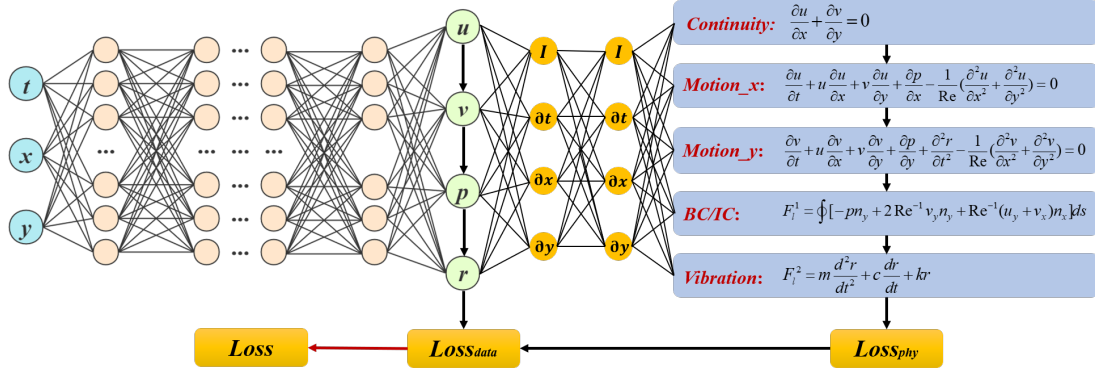 t
x
y
...
... ...
... ... ...
... ...
...
u
v
p
r
I
∂t
∂x
∂y
I
∂t
∂x
∂y
Continuity: ∂u/∂x + ∂v/∂y = 0
Motion_x: ∂u/∂t + u ∂u/∂x + v ∂u/∂y + ∂p/∂x − 1/Re (∂²u/∂x² + ∂²u/∂y²) = 0
Motion_y: ∂v/∂t + u ∂v/∂x + v ∂v/∂y + ∂p/∂y + ∂²r/∂t² − 1/Re (∂²v/∂x² + ∂²v/∂y²) = 0
BC/IC: F_l^1 = ∮[−pn_y + 2 Re⁻¹ v_y n_y + Re⁻¹(u_y + v_x)n_x]ds
Vibration: F_l^2 = m d²r/dt² + c dr/dt + kr
Loss
Loss_data
Loss_phy